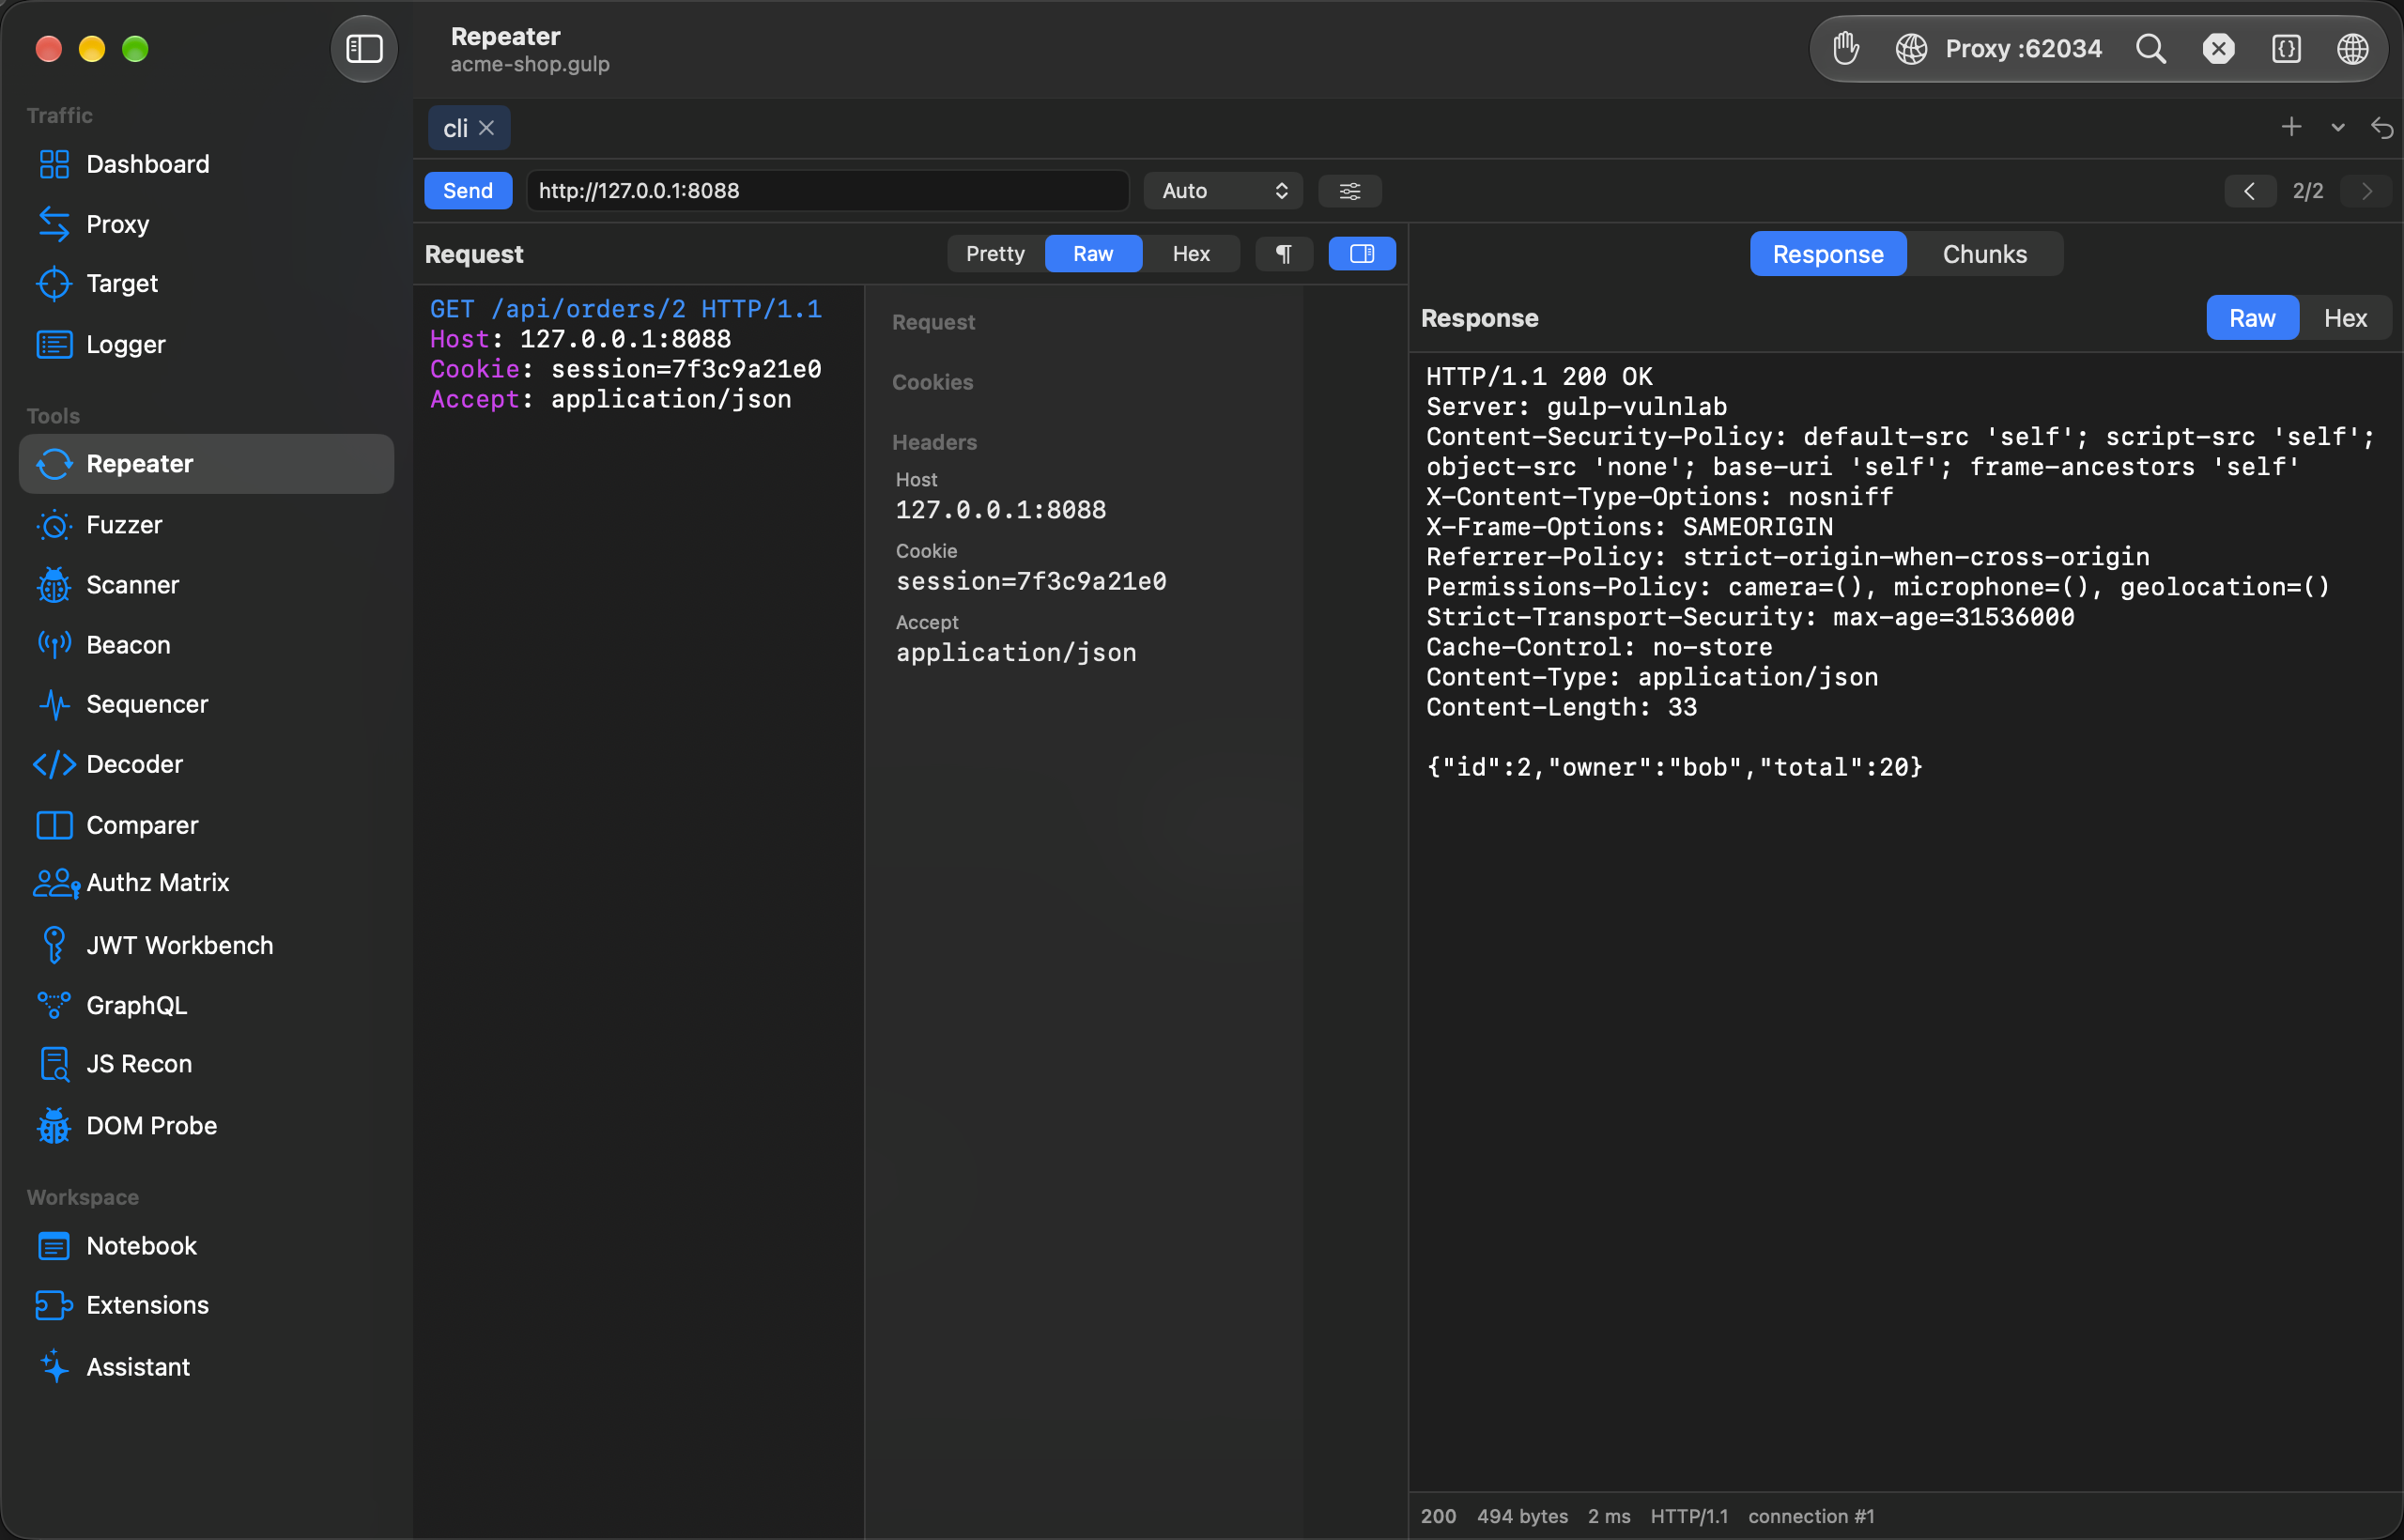 Repeater
acme-shop.gulp
Proxy :62034
Traffic
Dashboard
Proxy
Target
Logger
Tools
Repeater
Fuzzer
Scanner
Beacon
Sequencer
Decoder
Comparer
Authz Matrix
JWT Workbench
GraphQL
JS Recon
DOM Probe
Workspace
Notebook
Extensions
Assistant
cli
Send
http://127.0.0.1:8088
Auto
2/2
Request
Pretty
Raw
Hex
¶
GET /api/orders/2 HTTP/1.1
Host: 127.0.0.1:8088
Cookie: session=7f3c9a21e0
Accept: application/json
Request
Cookies
Headers
Host
127.0.0.1:8088
Cookie
session=7f3c9a21e0
Accept
application/json
Response
Chunks
Response
Raw
Hex
HTTP/1.1 200 OK
Server: gulp-vulnlab
Content-Security-Policy: default-src 'self'; script-src 'self';
object-src 'none'; base-uri 'self'; frame-ancestors 'self'
X-Content-Type-Options: nosniff
X-Frame-Options: SAMEORIGIN
Referrer-Policy: strict-origin-when-cross-origin
Permissions-Policy: camera=(), microphone=(), geolocation=()
Strict-Transport-Security: max-age=31536000
Cache-Control: no-store
Content-Type: application/json
Content-Length: 33
{"id":2,"owner":"bob","total":20}
200 494 bytes 2 ms HTTP/1.1 connection #1